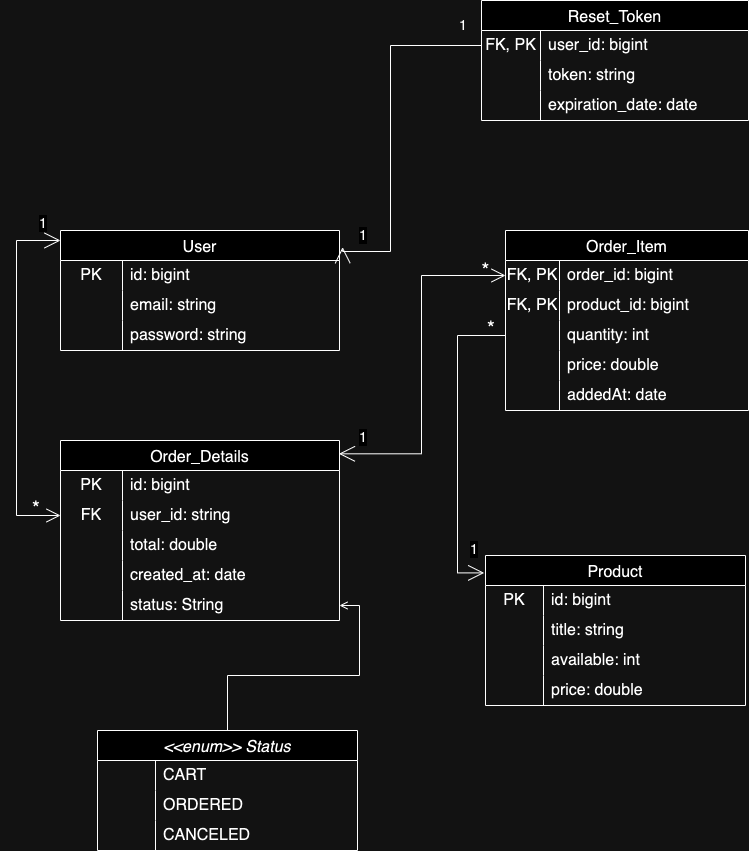 1
Reset_Token
FK, PK user_id: bigint
token: string
expiration_date: date
1
1
User
PK id: bigint
email: string
password: string
*
Order_Item
FK, PK order_id: bigint
FK, PK product_id: bigint
* quantity: int
price: double
addedAt: date
1
Order_Details
PK id: bigint
* FK user_id: string
total: double
created_at: date
status: String
1
Product
PK id: bigint
title: string
available: int
price: double
<<enum>> Status
CART
ORDERED
CANCELED